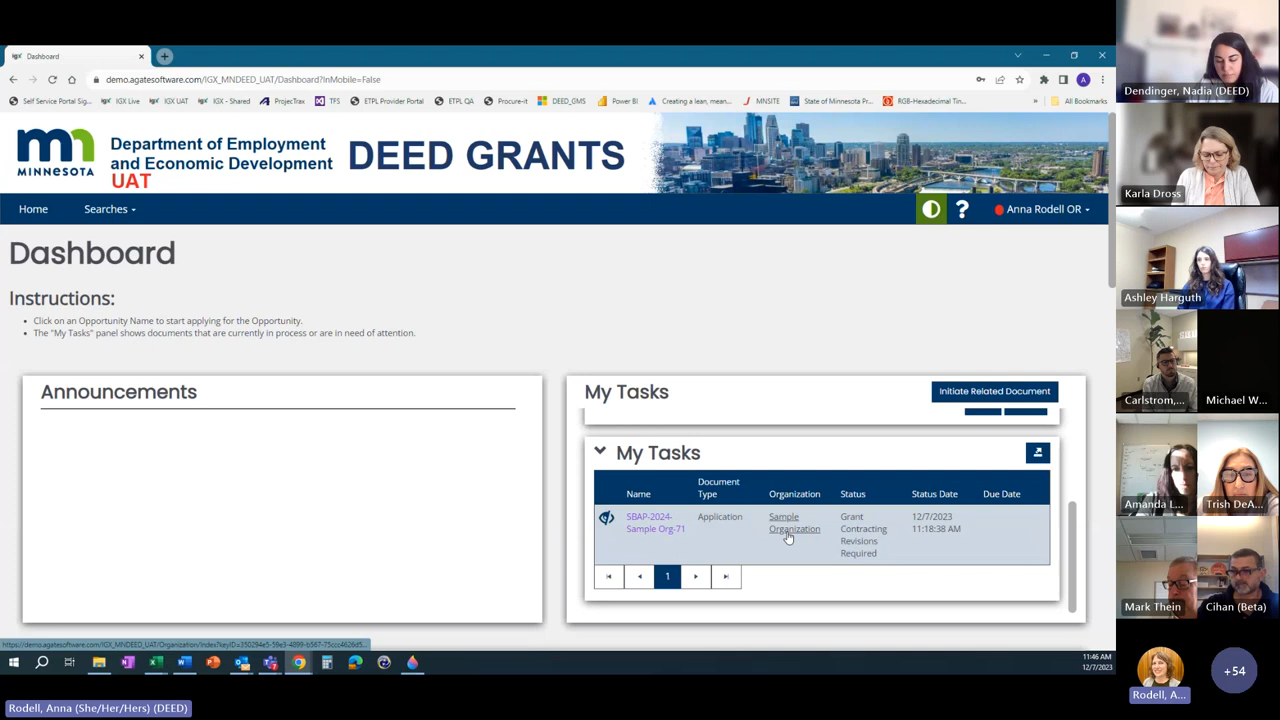 Dashboard
demo.agatesoftware.com/IGX_MNDEED_UAT/Dashboard?InMobile=False
A
Self Service Portal Sig...
IGX Live
IGX UAT
IGX - Shared
ProjecTrax
TFS
ETPL Provider Portal
ETPL QA
Procure-it
DEED_GMS
Power BI
Creating a lean, mean...
MNSITE
State of Minnesota Pr...
RGB-Hexadecimal Tin...
»
All Bookmarks
MINNESOTA
Department of Employment
and Economic Development
UAT
DEED GRANTS
Home
Searches
?
Anna Rodell OR
Dashboard
Instructions:
Click on an Opportunity Name to start applying for the Opportunity.
The "My Tasks" panel shows documents that are currently in process or are in need of attention.
Announcements
My Tasks
Initiate Related Document
My Tasks
Name
Document
Type
Organization
Status
Status Date
Due Date
SBAP-2024-
Sample Org-71
Application
Sample
Organization
Grant
Contracting
Revisions
Required
12/7/2023
11:18:38 AM
1
11:46 AM
12/7/2023
Rodell, Anna (She/Her/Hers) (DEED)
Dendinger, Nadia (DEED)
Karla Dross
Ashley Harguth
Carlstrom,...
Michael W...
Amanda L...
Trish DeA...
Mark Thein
Cihan (Beta)
Rodell, A...
+54